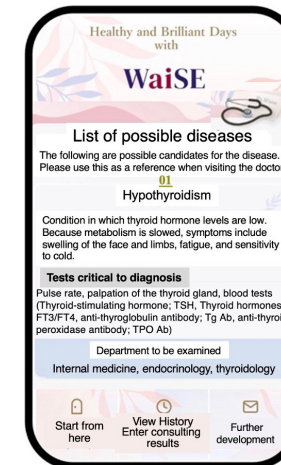 Healthy and Brilliant Days
with
WaiSE
List of possible diseases
The following are possible candidates for the disease.
Please use this as a reference when visiting the docto
01
Hypothyroidism
Condition in which thyroid hormone levels are low.
Because metabolism is slowed, symptoms include
swelling of the face and limbs, fatigue, and sensitivity
to cold.
Tests critical to diagnosis
Pulse rate, palpation of the thyroid gland, blood tests
(Thyroid-stimulating hormone; TSH, Thyroid hormones
FT3/FT4, anti-thyroglobulin antibody; Tg Ab, anti-thyroi
peroxidase antibody; TPO Ab)
Department to be examined
Internal medicine, endocrinology, thyroidology
Start from
here
View History
Enter consulting
results
Further
development